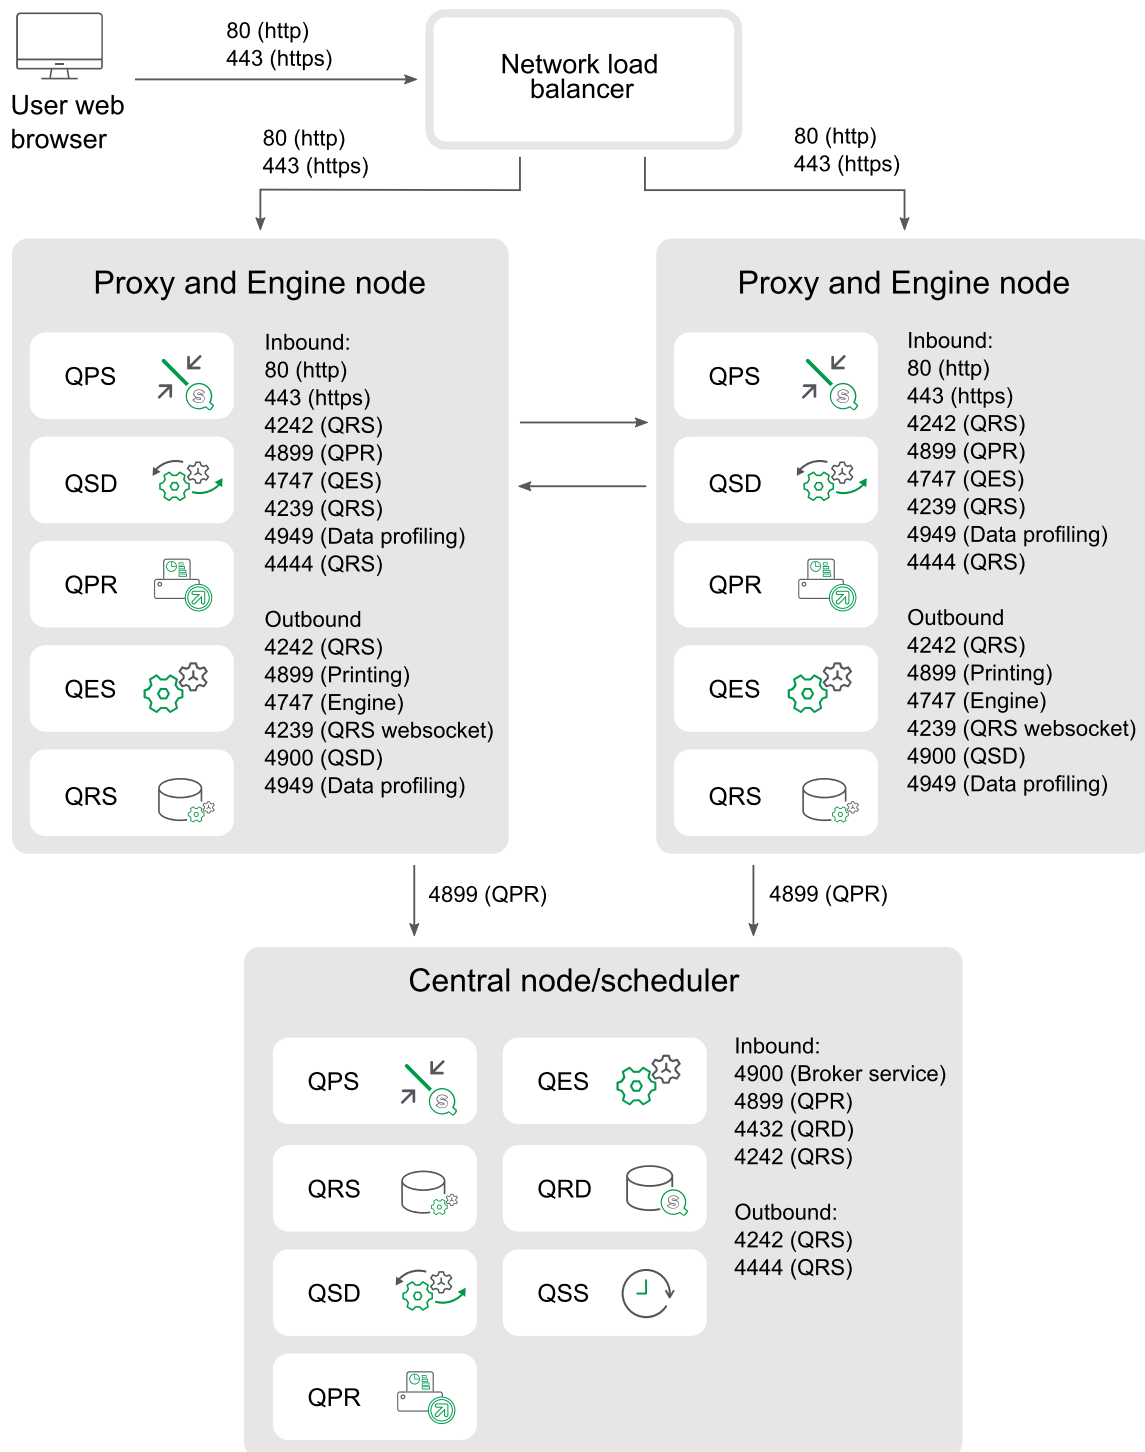 80 (http)
443 (https)
User web
browser
Network load
balancer
80 (http)
443 (https)
80 (http)
443 (https)
Proxy and Engine node
QPS
QSD
QPR
QES
QRS
Inbound:
80 (http)
443 (https)
4242 (QRS)
4899 (QPR)
4747 (QES)
4239 (QRS)
4949 (Data profiling)
4444 (QRS)
Outbound
4242 (QRS)
4899 (Printing)
4747 (Engine)
4239 (QRS websocket)
4900 (QSD)
4949 (Data profiling)
Proxy and Engine node
QPS
QSD
QPR
QES
QRS
Inbound:
80 (http)
443 (https)
4242 (QRS)
4899 (QPR)
4747 (QES)
4239 (QRS)
4949 (Data profiling)
4444 (QRS)
Outbound
4242 (QRS)
4899 (Printing)
4747 (Engine)
4239 (QRS websocket)
4900 (QSD)
4949 (Data profiling)
4899 (QPR)
4899 (QPR)
Central node/scheduler
QPS
QRS
QSD
QPR
QES
QRD
QSS
Inbound:
4900 (Broker service)
4899 (QPR)
4432 (QRD)
4242 (QRS)
Outbound:
4242 (QRS)
4444 (QRS)